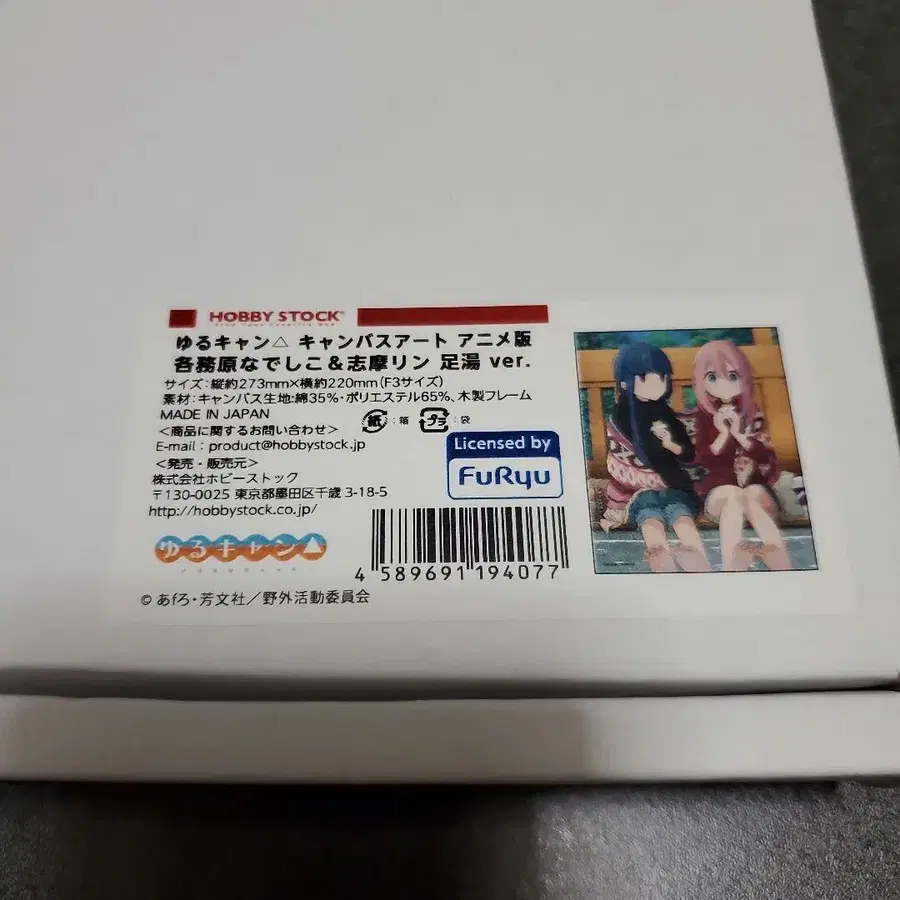 HOBBY STOCK
Find Your Favorite One
ゆるキャン△ キャンバスアート アニメ版
各務原なでしこ&志摩リン 足湯 ver.
サイズ:縦約273mm×横約220mm(F3サイズ)
素材:キャンバス生地:綿35%・ポリエステル65%、木製フレーム
MADE IN JAPAN
紙:箱 プラ:袋
<商品に関するお問い合わせ>
E-mail:product@hobbystock.jp
<発売・販売元>
株式会社ホビーストック
〒130-0025 東京都墨田区千歳 3-18-5
http://hobbystock.co.jp/
Licensed by
FuRyu
ゆるキャン△
4 589691 194077
© あfろ・芳文社/野外活動委員会